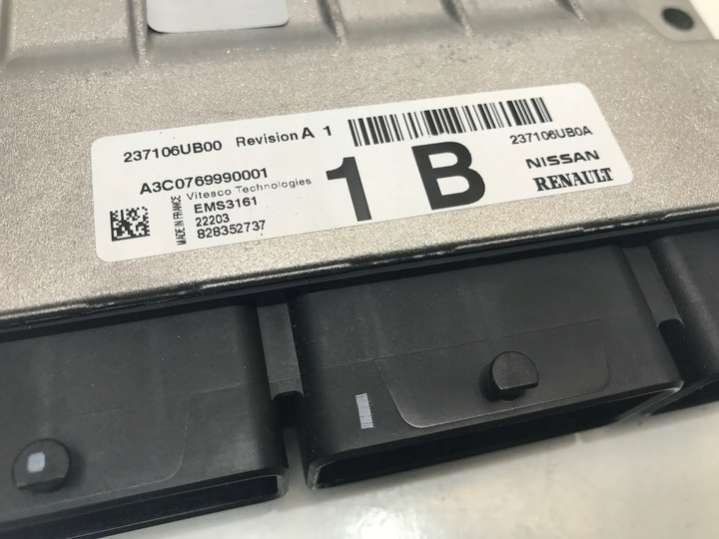 237106UB00 Revision A 1
237106UB0A
A3C0769990001
Vitesco Technologies
EMS3161
22203
828352737
MADE IN FRANCE
1 B
NISSAN
RENAULT